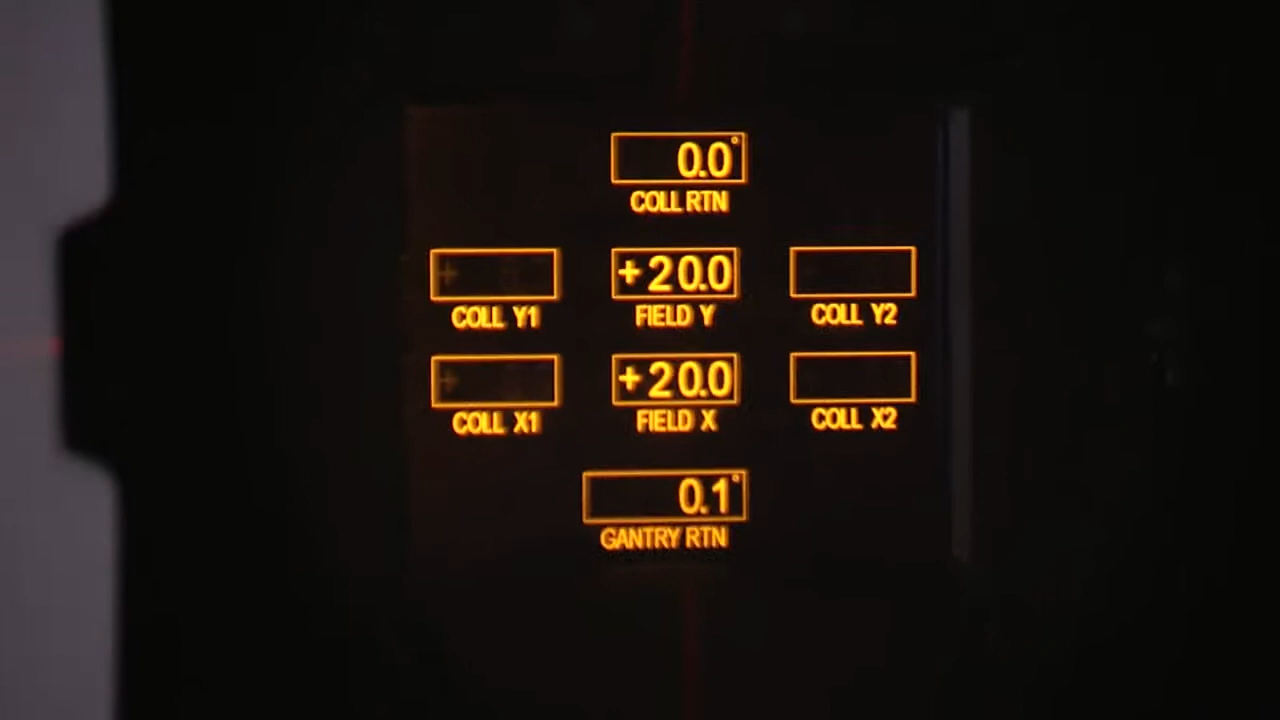 0.0°
COLL RTN
+20.0
COLL Y1 FIELD Y COLL Y2
+20.0
COLL X1 FIELD X COLL X2
0.1°
GANTRY RTN